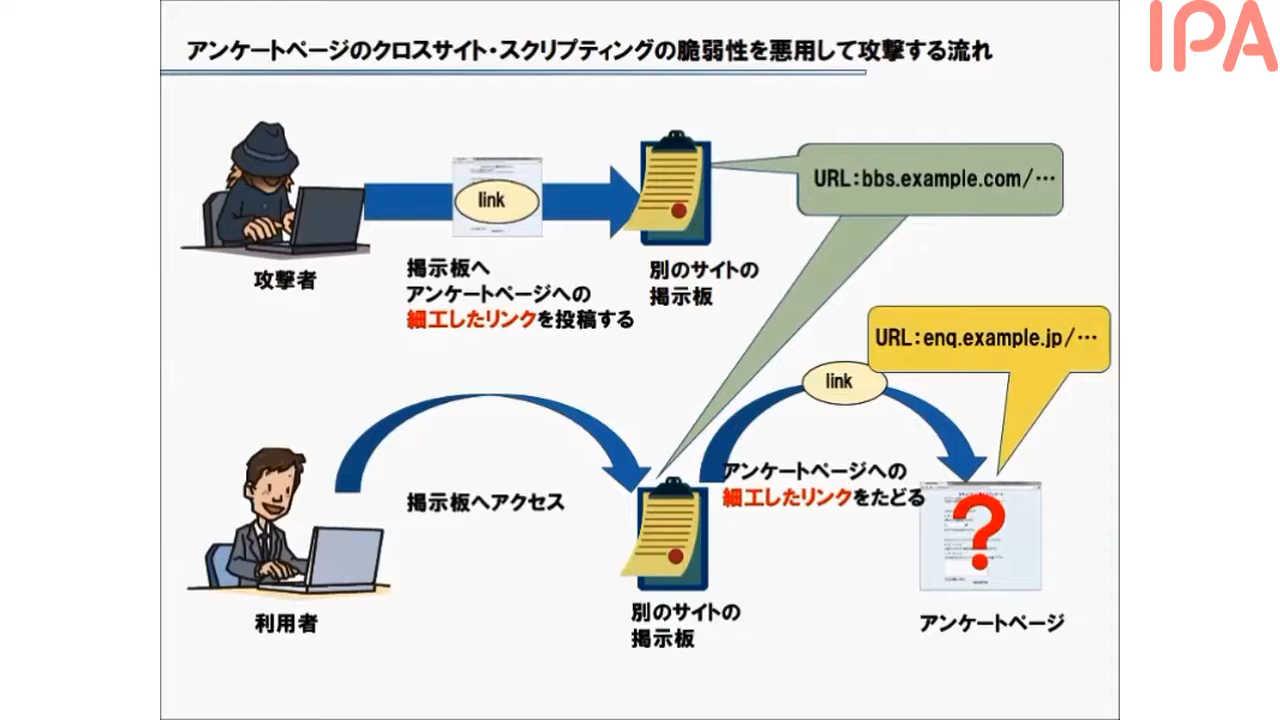 アンケートページのクロスサイト・スクリプティングの脆弱性を悪用して攻撃する流れ
IPA
link
URL:bbs.example.com/…
攻撃者
掲示板へ
アンケートページへの
細工したリンクを投稿する
別のサイトの
掲示板
URL:enq.example.jp/…
link
掲示板へアクセス
アンケートページへの
細工したリンクをたどる
?
利用者
別のサイトの
掲示板
アンケートページ